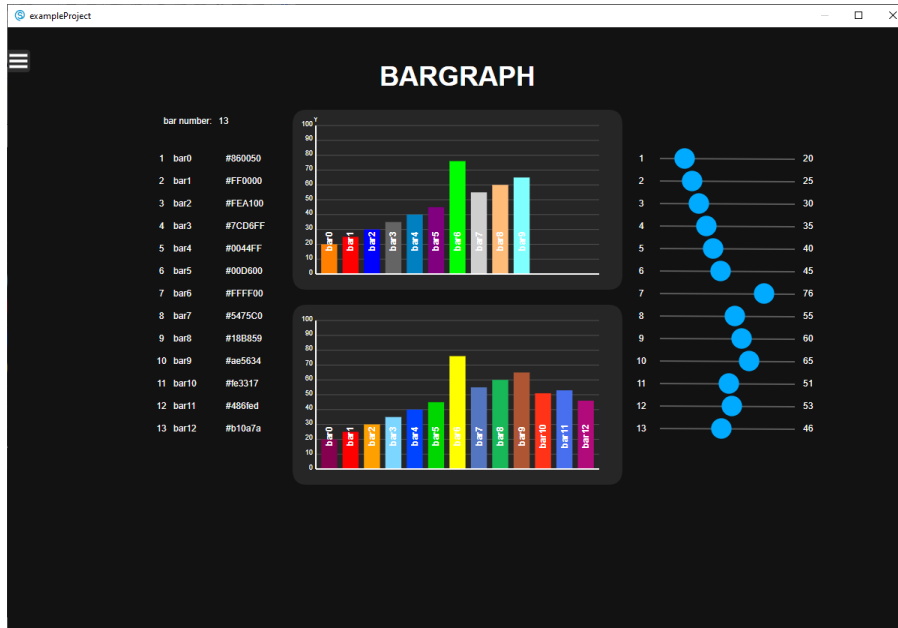 exampleProject
BARGRAPH
bar number: 13
1 bar0 #860050
2 bar1 #FF0000
3 bar2 #FEA100
4 bar3 #7CD6FF
5 bar4 #0044FF
6 bar5 #00D600
7 bar6 #FFFF00
8 bar7 #5475C0
9 bar8 #18B859
10 bar9 #ae5634
11 bar10 #fe3317
12 bar11 #486fed
13 bar12 #b10a7a
Y
100
90
80
70
60
50
40
30
20
10
0
bar0 bar1 bar2 bar3 bar4 bar5 bar6 bar7 bar8 bar9
100
90
80
70
60
50
40
30
20
10
0
bar0 bar1 bar2 bar3 bar4 bar5 bar6 bar7 bar8 bar9 bar10 bar11 bar12
1 20
2 25
3 30
4 35
5 40
6 45
7 76
8 55
9 60
10 65
11 51
12 53
13 46